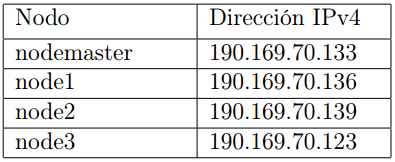 Nodo Dirección IPv4
nodemaster 190.169.70.133
node1 190.169.70.136
node2 190.169.70.139
node3 190.169.70.123